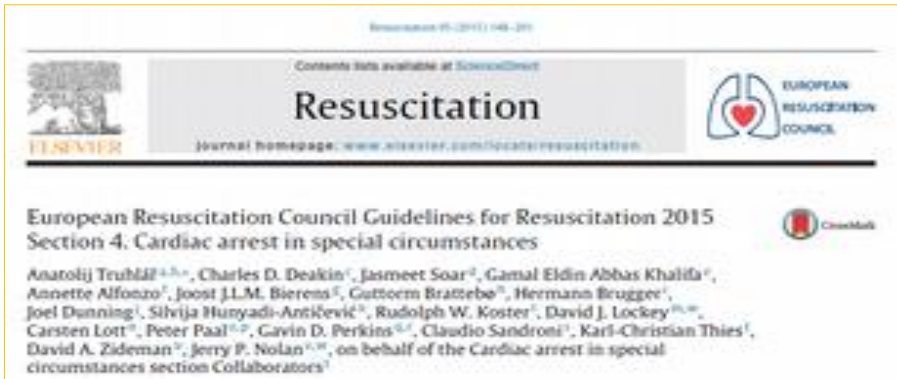 Resuscitation 95 (2015) 148–201
Contents lists available at ScienceDirect
Resuscitation
journal homepage: www.elsevier.com/locate/resuscitation
ELSEVIER
EUROPEAN
RESUSCITATION
COUNCIL
European Resuscitation Council Guidelines for Resuscitation 2015
Section 4. Cardiac arrest in special circumstances
CrossMark
Anatolij Truhlář, Charles D. Deakin, Jasmeet Soar, Gamal Eldin Abbas Khalifa,
Annette Alfonzo, Joost J.L.M. Bierens, Guttorm Brattebø, Hermann Brugger,
Joel Dunning, Silvija Hunyadi-Antičević, Rudolph W. Koster, David J. Lockey,
Carsten Lott, Peter Paal, Gavin D. Perkins, Claudio Sandroni, Karl-Christian Thies,
David A. Zideman, Jerry P. Nolan, on behalf of the Cardiac arrest in special
circumstances section Collaborators